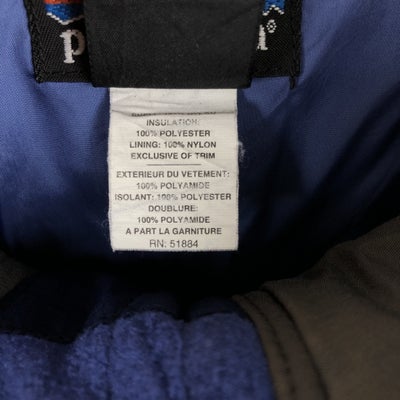 p a
INSULATION:
100% POLYESTER
LINING: 100% NYLON
EXCLUSIVE OF TRIM
EXTERIEUR DU VETEMENT:
100% POLYAMIDE
ISOLANT: 100% POLYESTER
DOUBLURE:
100% POLYAMIDE
A PART LA GARNITURE
RN: 51884